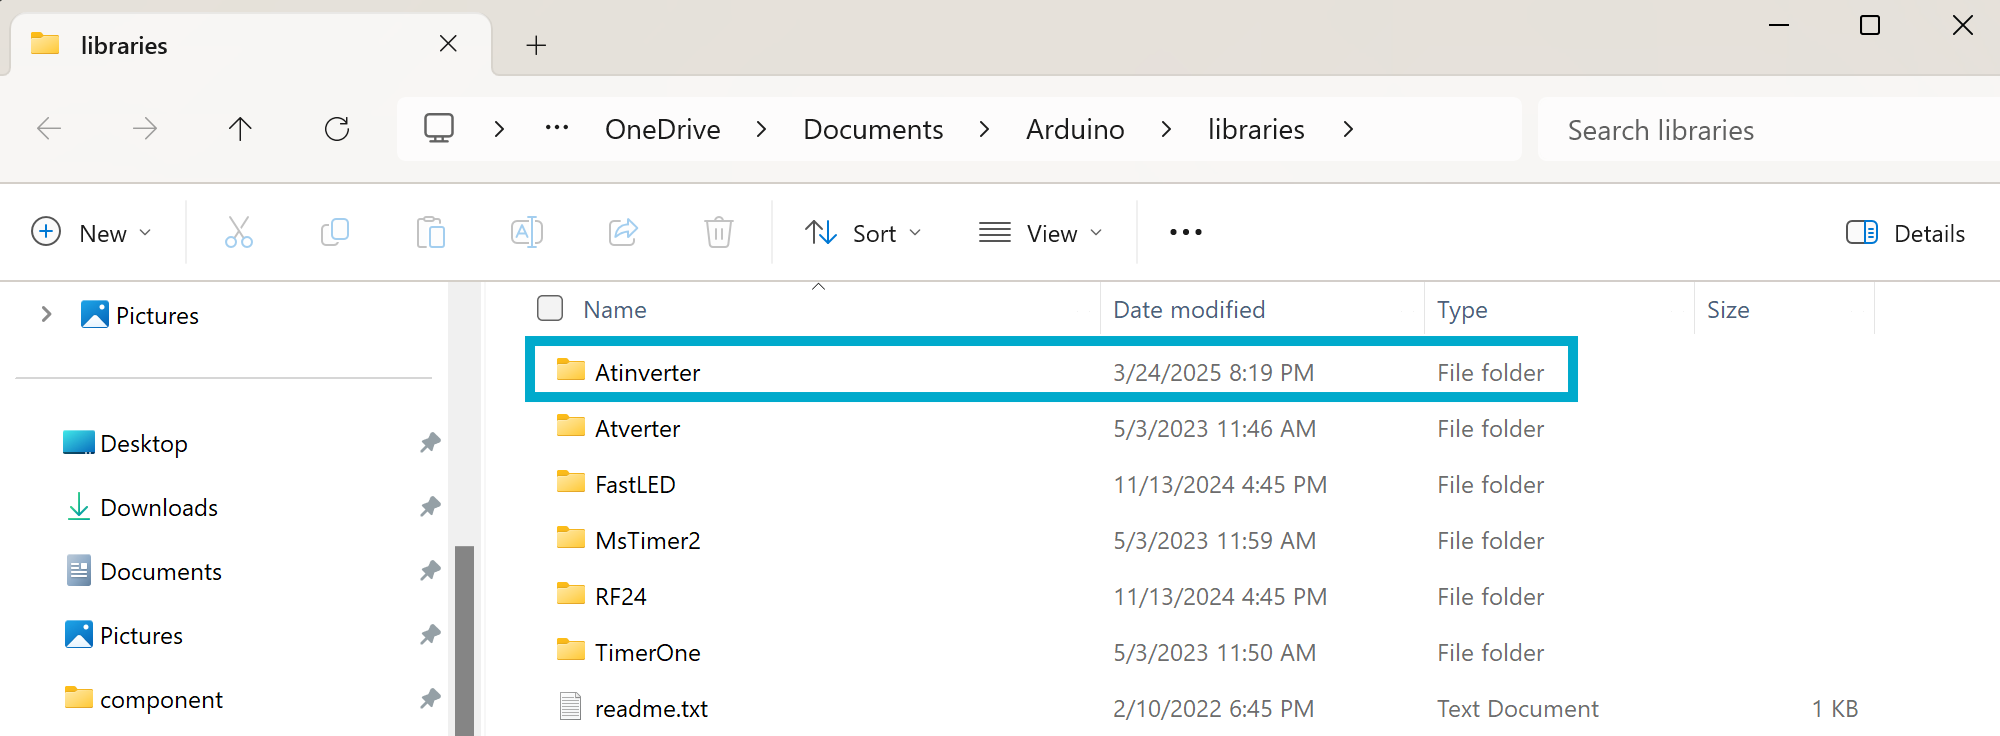 libraries
... OneDrive > Documents > Arduino > libraries >
Search libraries
New
Sort
View
...
Details
Pictures
Desktop
Downloads
Documents
Pictures
component
Name Date modified Type Size
Atinverter 3/24/2025 8:19 PM File folder
Atverter 5/3/2023 11:46 AM File folder
FastLED 11/13/2024 4:45 PM File folder
MsTimer2 5/3/2023 11:59 AM File folder
RF24 11/13/2024 4:45 PM File folder
TimerOne 5/3/2023 11:50 AM File folder
readme.txt 2/10/2022 6:45 PM Text Document 1 KB